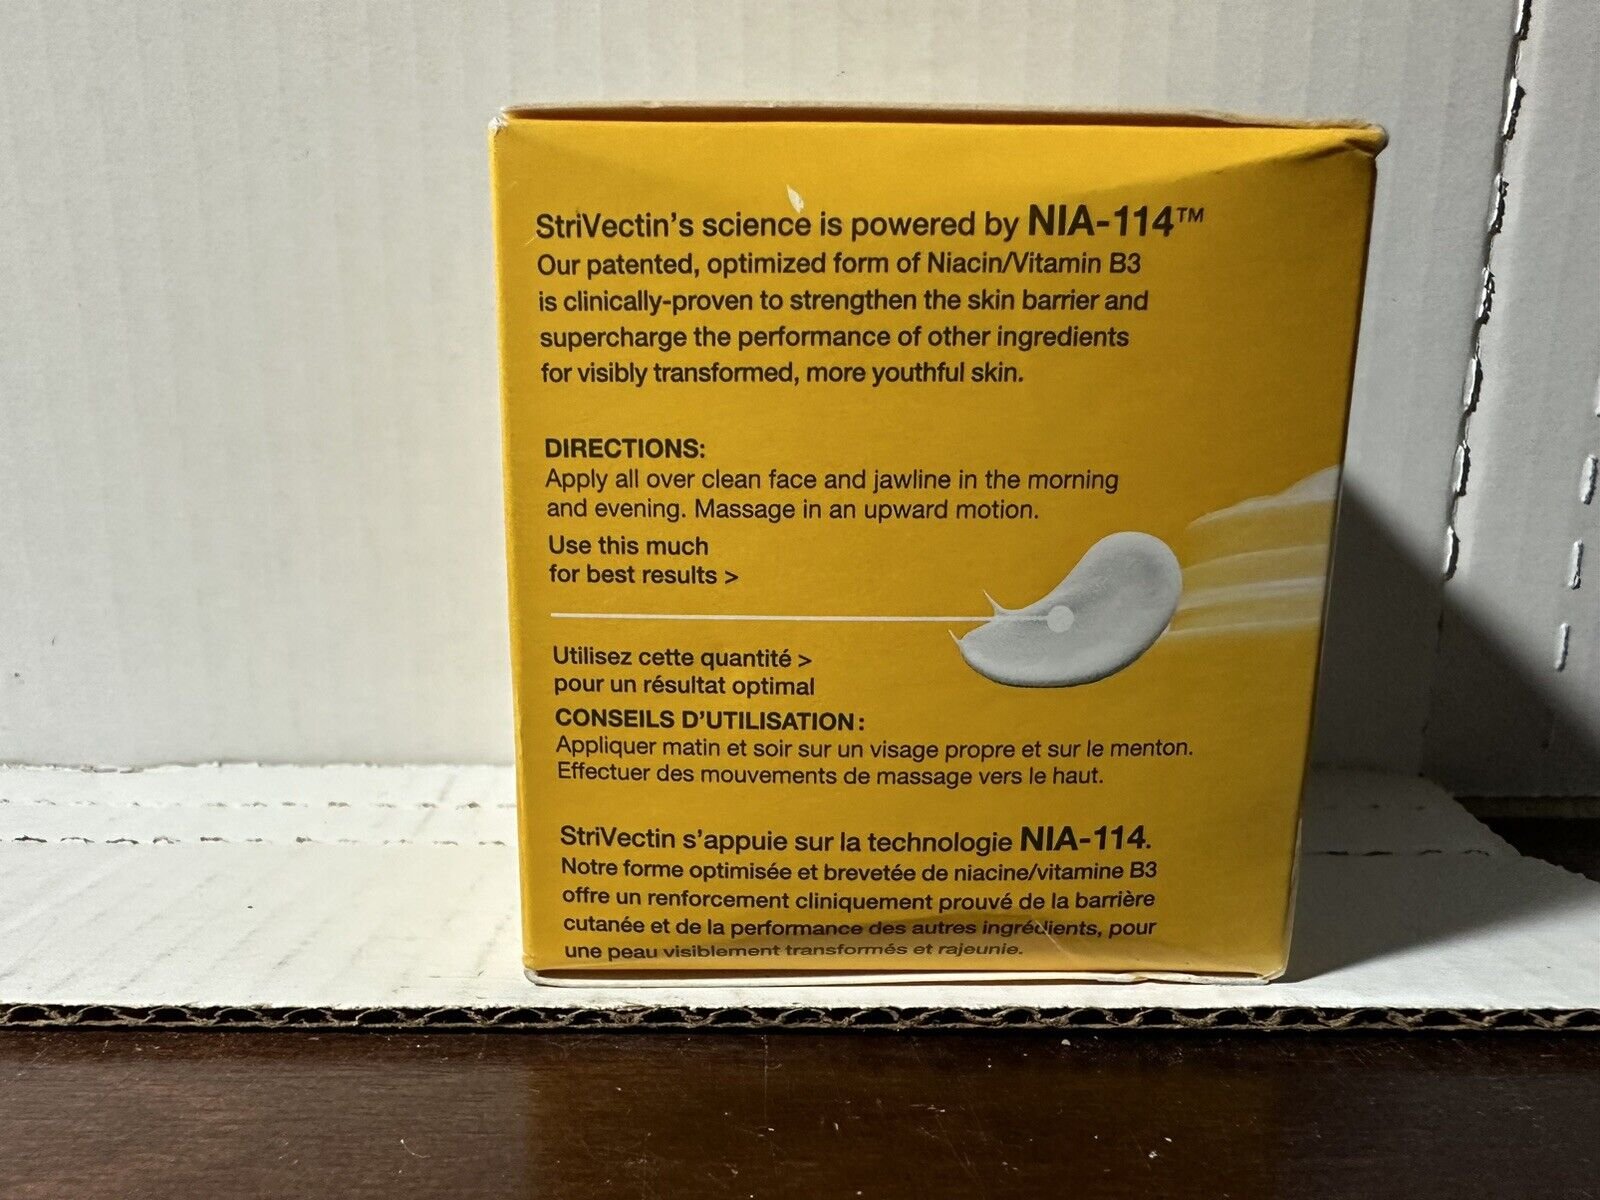 StriVectin's science is powered by NIA-114™
Our patented, optimized form of Niacin/Vitamin B3
is clinically-proven to strengthen the skin barrier and
supercharge the performance of other ingredients
for visibly transformed, more youthful skin.
DIRECTIONS:
Apply all over clean face and jawline in the morning
and evening. Massage in an upward motion.
Use this much
for best results >
Utilisez cette quantité >
pour un résultat optimal
CONSEILS D'UTILISATION :
Appliquer matin et soir sur un visage propre et sur le menton.
Effectuer des mouvements de massage vers le haut.
StriVectin s'appuie sur la technologie NIA-114.
Notre forme optimisée et brevetée de niacine/vitamine B3
offre un renforcement cliniquement prouvé de la barrière
cutanée et de la performance des autres ingrédients, pour
une peau visiblement transformés et rajeunie.